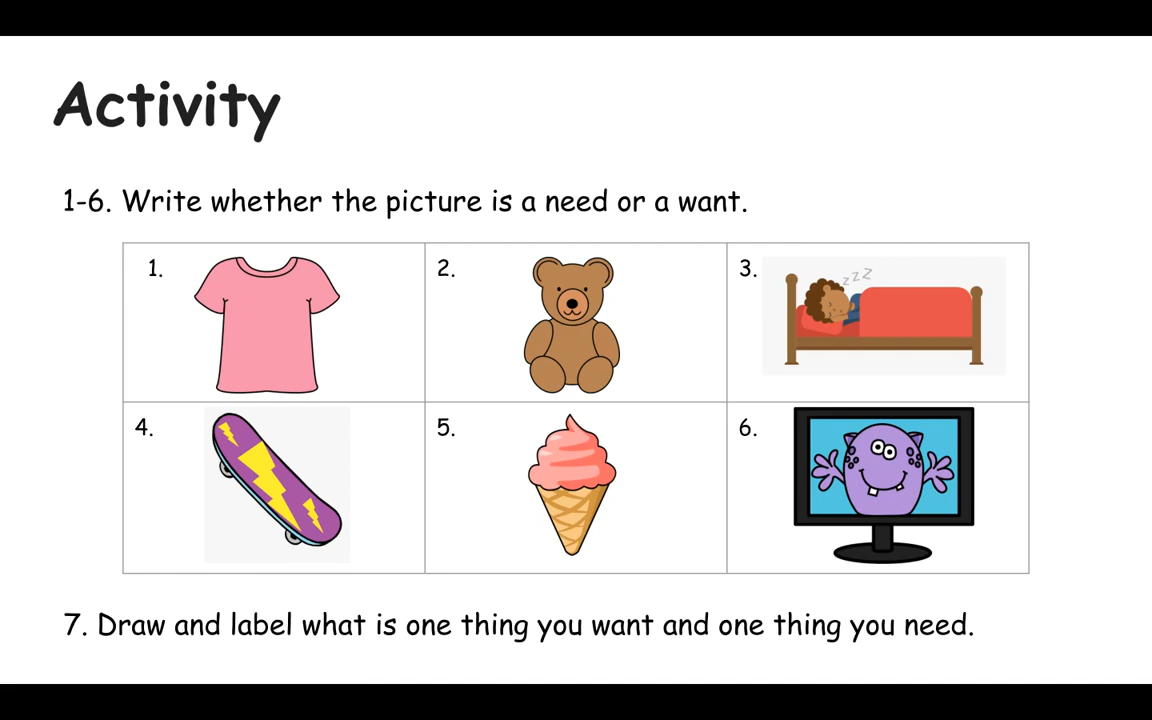 Activity
1-6. Write whether the picture is a need or a want.
1.
2.
3.
zzZ
4.
5.
6.
7. Draw and label what is one thing you want and one thing you need.